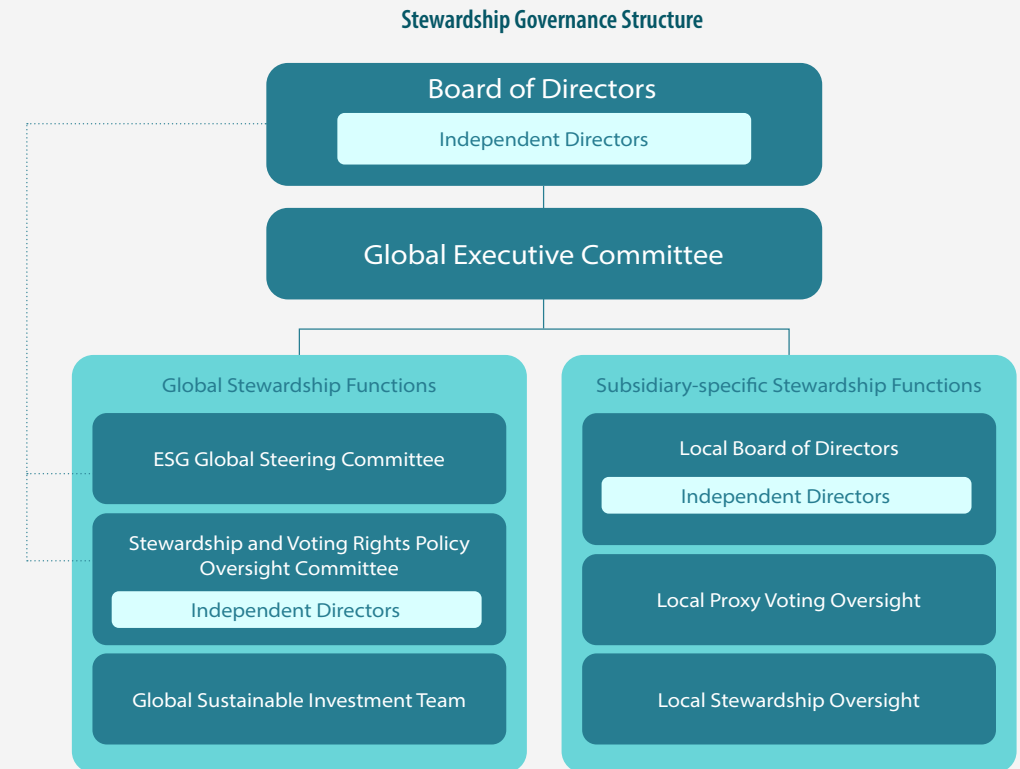 Stewardship Governance Structure
Board of Directors
Independent Directors
Global Executive Committee
Global Stewardship Functions
ESG Global Steering Committee
Stewardship and Voting Rights Policy
Oversight Committee
Independent Directors
Global Sustainable Investment Team
Subsidiary-specific Stewardship Functions
Local Board of Directors
Independent Directors
Local Proxy Voting Oversight
Local Stewardship Oversight